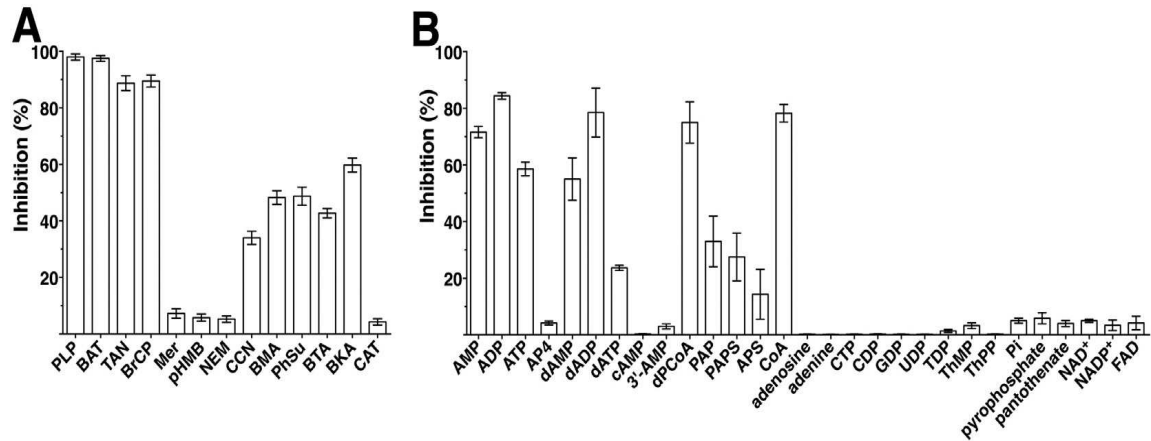 A
Inhibition (%)
100
80
60
40
20
PLP
BAT
TAN
BrCP
Mer
pHMB
NEM
CCN
BMA
PhSu
BTA
BKA
CAT
B
Inhibition (%)
100
80
60
40
20
AMP
ADP
ATP
AP4
dAMP
dADP
dATP
cAMP
3'-AMP
dPCoA
PAP
PAPS
APS
CoA
adenosine
adenine
CTP
CDP
GDP
UDP
TDP
ThMP
ThPP
Pi
pyrophosphate
pantothenate
NAD⁺
NADP⁺
FAD